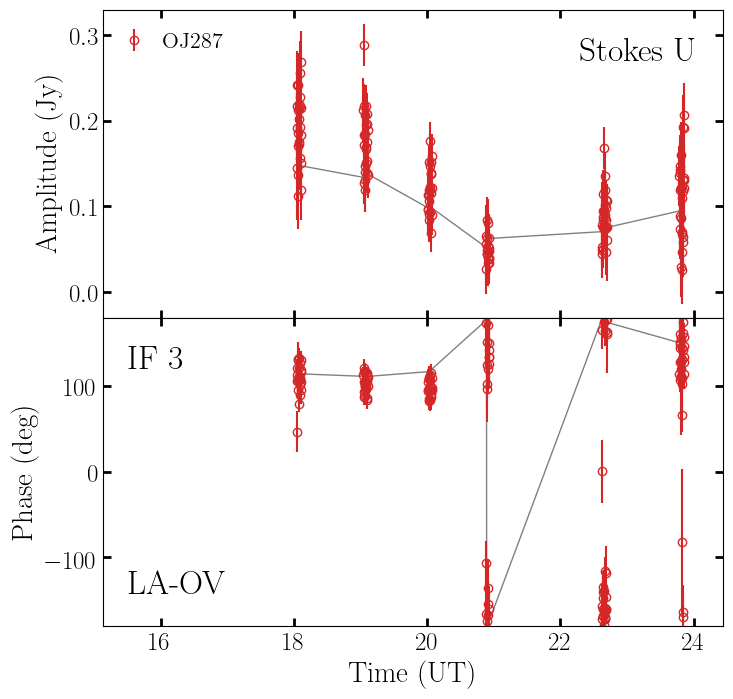 OJ287
Stokes U
Amplitude (Jy)
0.3
0.2
0.1
0.0
IF 3
LA-OV
Phase (deg)
100
0
−100
16 18 20 22 24
Time (UT)